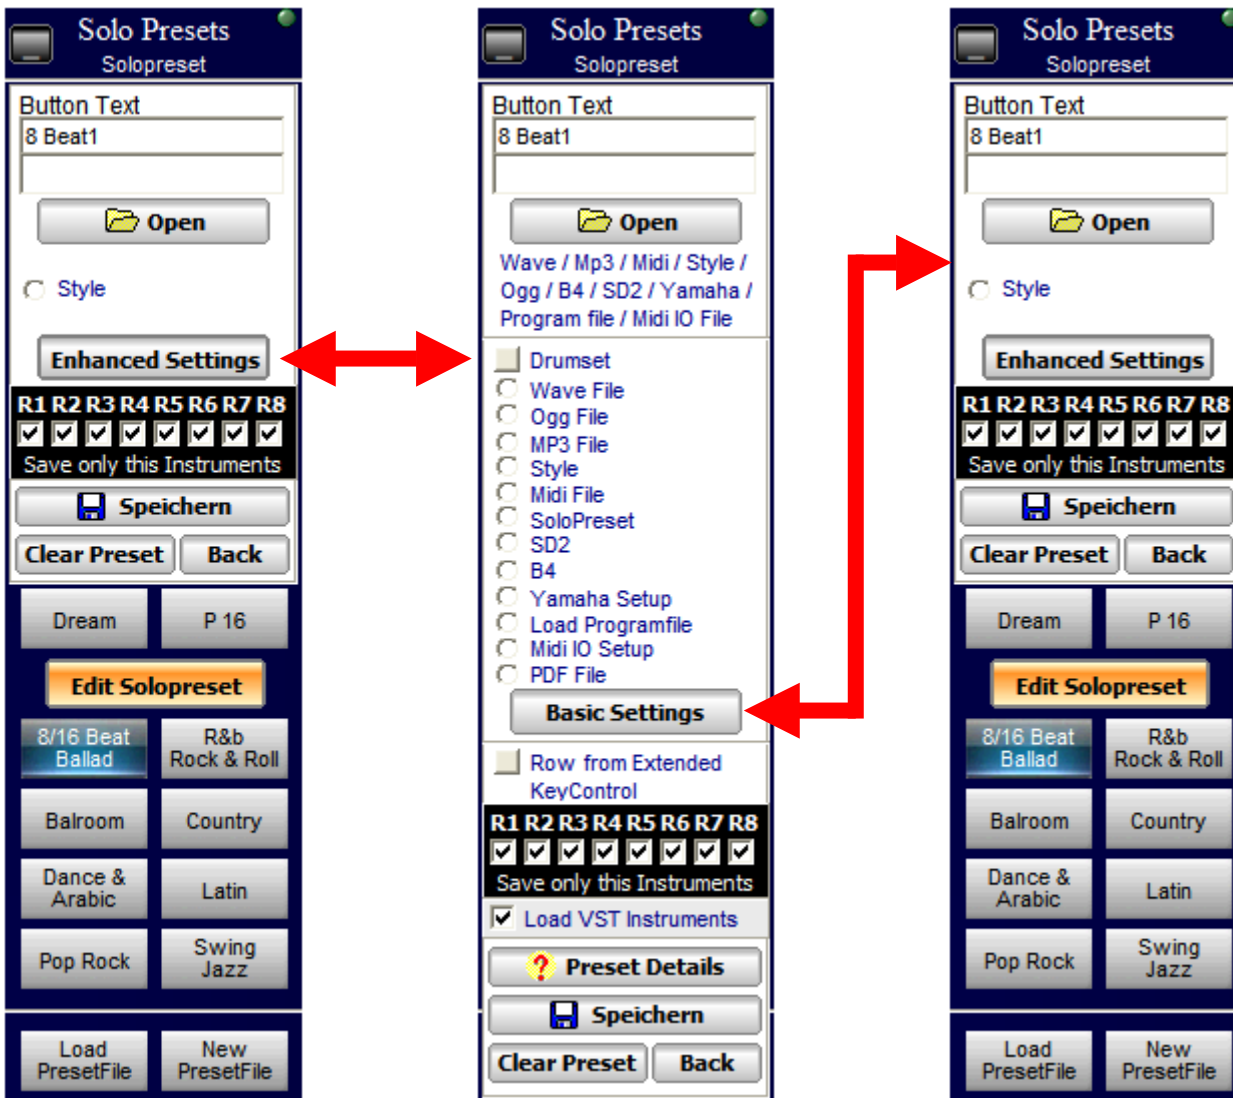 Solo Presets
Solopreset
Button Text
8 Beat1
Open
Style
Enhanced Settings
R1 R2 R3 R4 R5 R6 R7 R8
Save only this Instruments
Speichern
Clear Preset Back
Dream P 16
Edit Solopreset
8/16 Beat Ballad R&b Rock & Roll
Balroom Country
Dance & Arabic Latin
Pop Rock Swing Jazz
Load PresetFile New PresetFile
Solo Presets
Solopreset
Button Text
8 Beat1
Open
Wave / Mp3 / Midi / Style /
Ogg / B4 / SD2 / Yamaha /
Program file / Midi IO File
Drumset
Wave File
Ogg File
MP3 File
Style
Midi File
SoloPreset
SD2
B4
Yamaha Setup
Load Programfile
Midi IO Setup
PDF File
Basic Settings
Row from Extended
KeyControl
R1 R2 R3 R4 R5 R6 R7 R8
Save only this Instruments
Load VST Instruments
? Preset Details
Speichern
Clear Preset Back
Solo Presets
Solopreset
Button Text
8 Beat1
Open
Style
Enhanced Settings
R1 R2 R3 R4 R5 R6 R7 R8
Save only this Instruments
Speichern
Clear Preset Back
Dream P 16
Edit Solopreset
8/16 Beat Ballad R&b Rock & Roll
Balroom Country
Dance & Arabic Latin
Pop Rock Swing Jazz
Load PresetFile New PresetFile